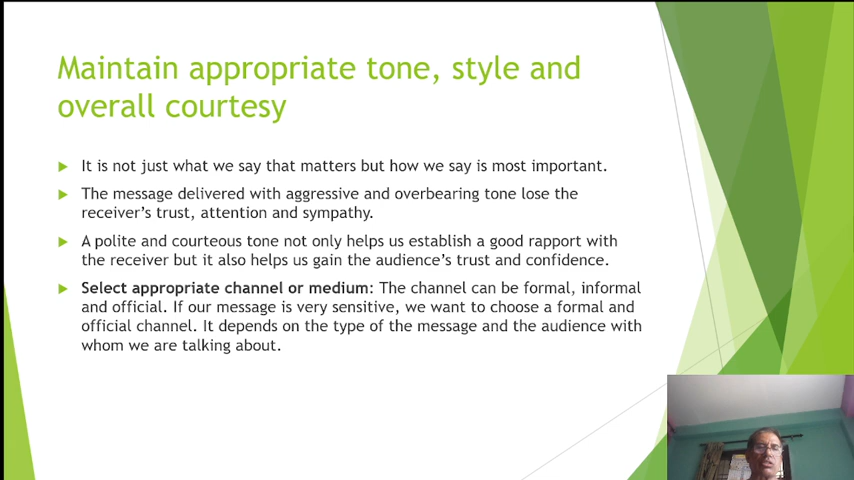 Maintain appropriate tone, style and
overall courtesy
It is not just what we say that matters but how we say is most important.
The message delivered with aggressive and overbearing tone lose the
receiver's trust, attention and sympathy.
A polite and courteous tone not only helps us establish a good rapport with
the receiver but it also helps us gain the audience's trust and confidence.
Select appropriate channel or medium: The channel can be formal, informal
and official. If our message is very sensitive, we want to choose a formal and
official channel. It depends on the type of the message and the audience with
whom we are talking about.